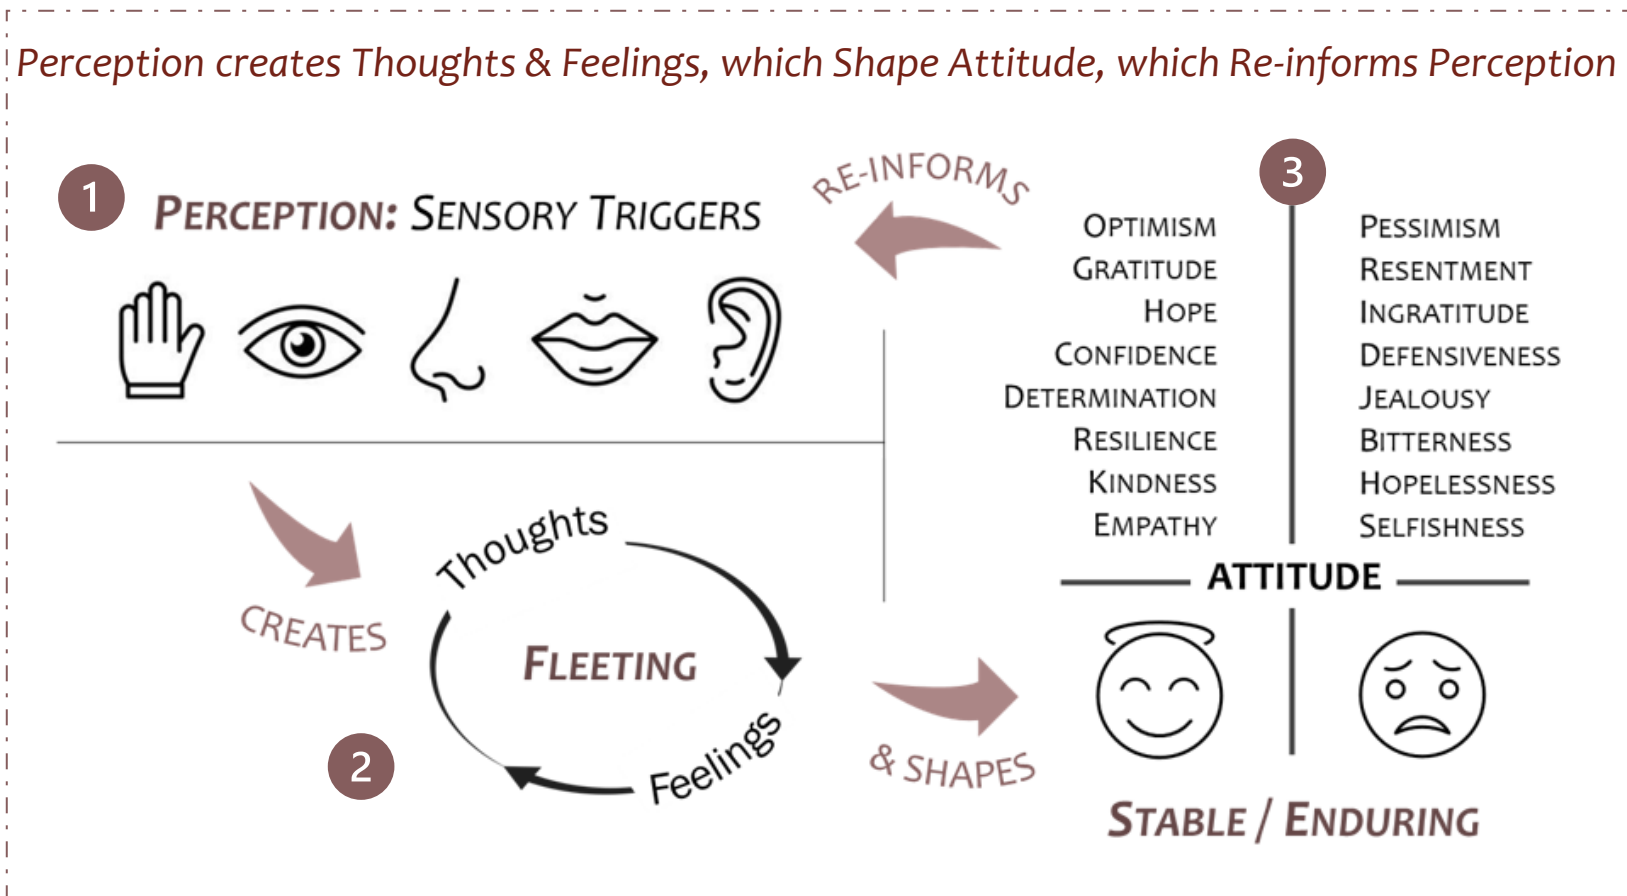 Perception creates Thoughts & Feelings, which Shape Attitude, which Re-informs Perception
1
PERCEPTION: SENSORY TRIGGERS
RE-INFORMS
CREATES
Thoughts
FLEETING
Feelings
2
& SHAPES
3
OPTIMISM
GRATITUDE
HOPE
CONFIDENCE
DETERMINATION
RESILIENCE
KINDNESS
EMPATHY
PESSIMISM
RESENTMENT
INGRATITUDE
DEFENSIVENESS
JEALOUSY
BITTERNESS
HOPELESSNESS
SELFISHNESS
ATTITUDE
STABLE / ENDURING